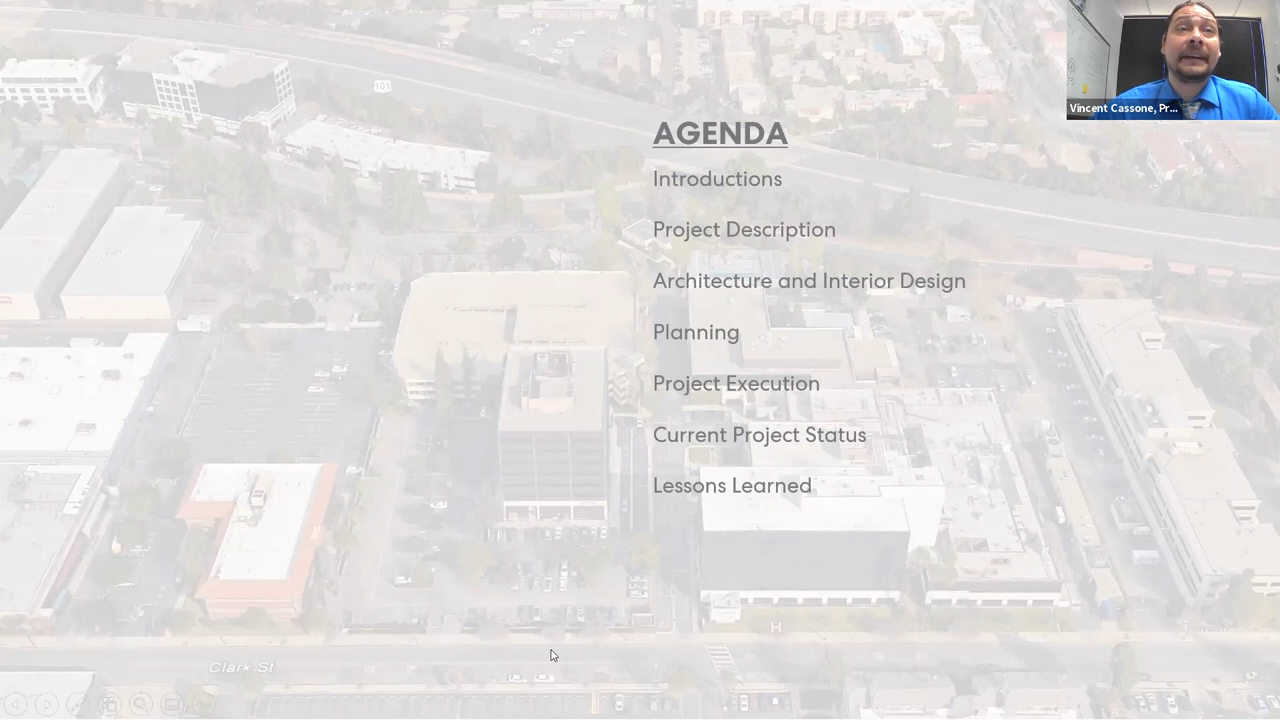 101
AGENDA
Introductions
Project Description
Architecture and Interior Design
Planning
Project Execution
Current Project Status
Lessons Learned
H
Clark St
Vincent Cassone, Pr...